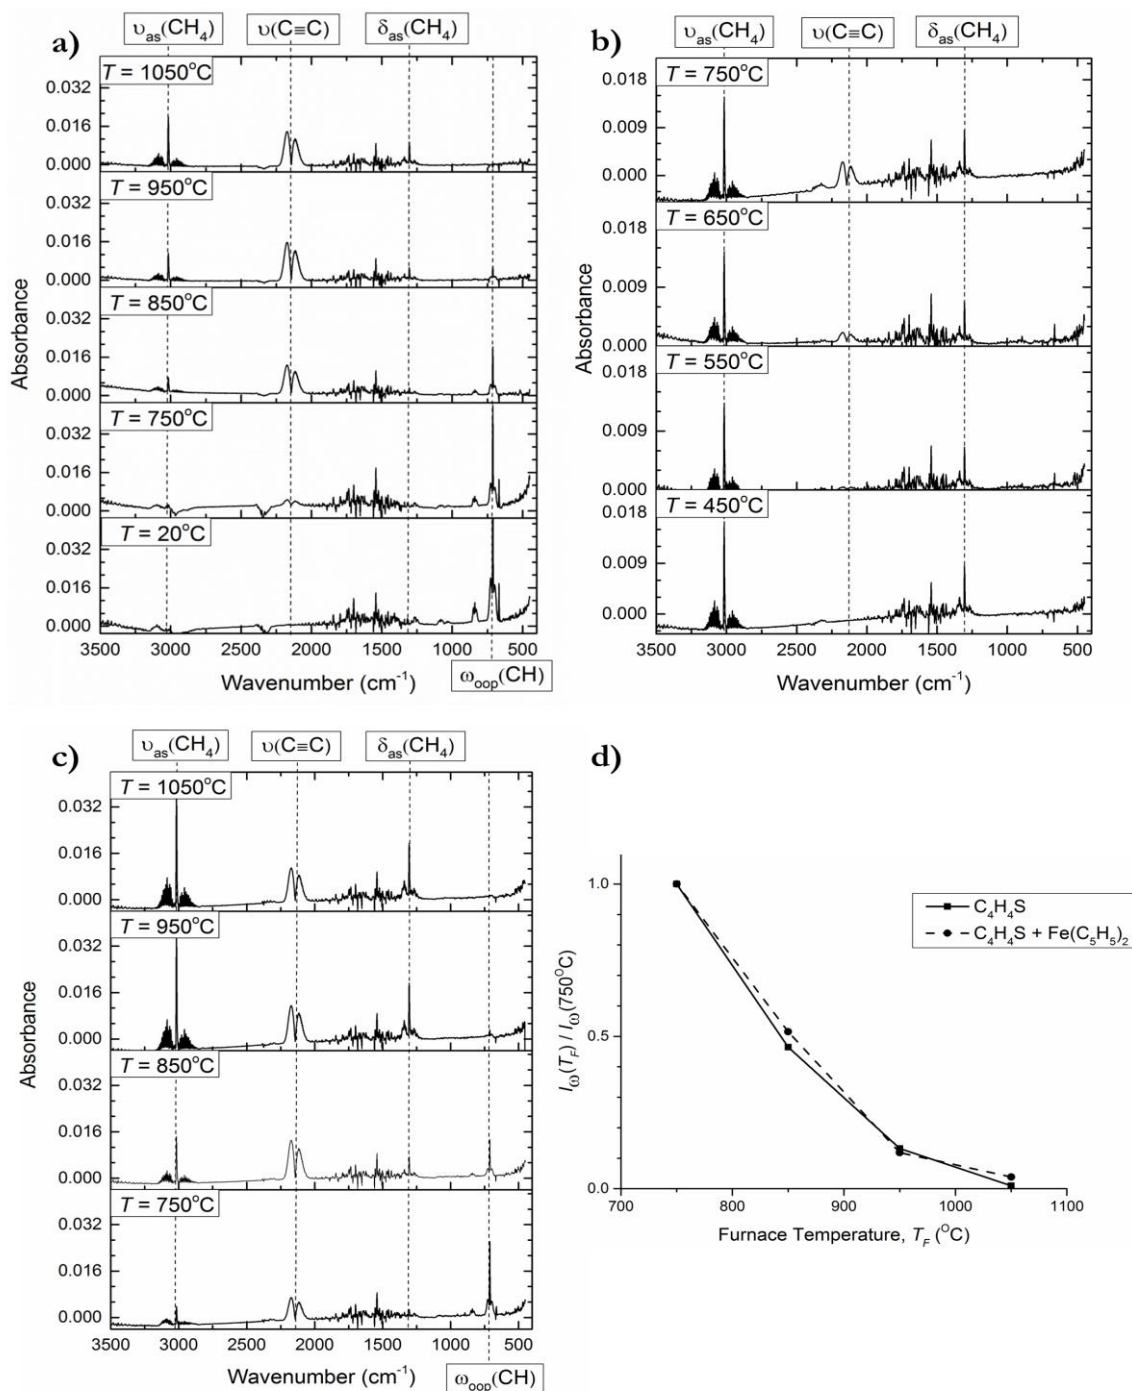 a)
υas(CH4) υ(C≡C) δas(CH4)
T = 1050°C
0.032
0.016
0.000
T = 950°C
0.032
0.016
0.000
T = 850°C
0.032
0.016
0.000
T = 750°C
0.032
0.016
0.000
T = 20°C
0.032
0.016
0.000
Absorbance
3500 3000 2500 2000 1500 1000 500
Wavenumber (cm-1)
ωoop(CH)
b)
υas(CH4) υ(C≡C) δas(CH4)
T = 750°C
0.018
0.009
0.000
T = 650°C
0.018
0.009
0.000
T = 550°C
0.018
0.009
0.000
T = 450°C
0.018
0.009
0.000
Absorbance
3500 3000 2500 2000 1500 1000 500
Wavenumber (cm-1)
c)
υas(CH4) υ(C≡C) δas(CH4)
T = 1050°C
0.032
0.016
0.000
T = 950°C
0.032
0.016
0.000
T = 850°C
0.032
0.016
0.000
T = 750°C
0.032
0.016
0.000
Absorbance
3500 3000 2500 2000 1500 1000 500
Wavenumber (cm-1)
ωoop(CH)
d)
1.0
0.5
0.0
Iω(TF) / Iω(750°C)
C4H4S
C4H4S + Fe(C5H5)2
700 800 900 1000 1100
Furnace Temperature, TF (°C)